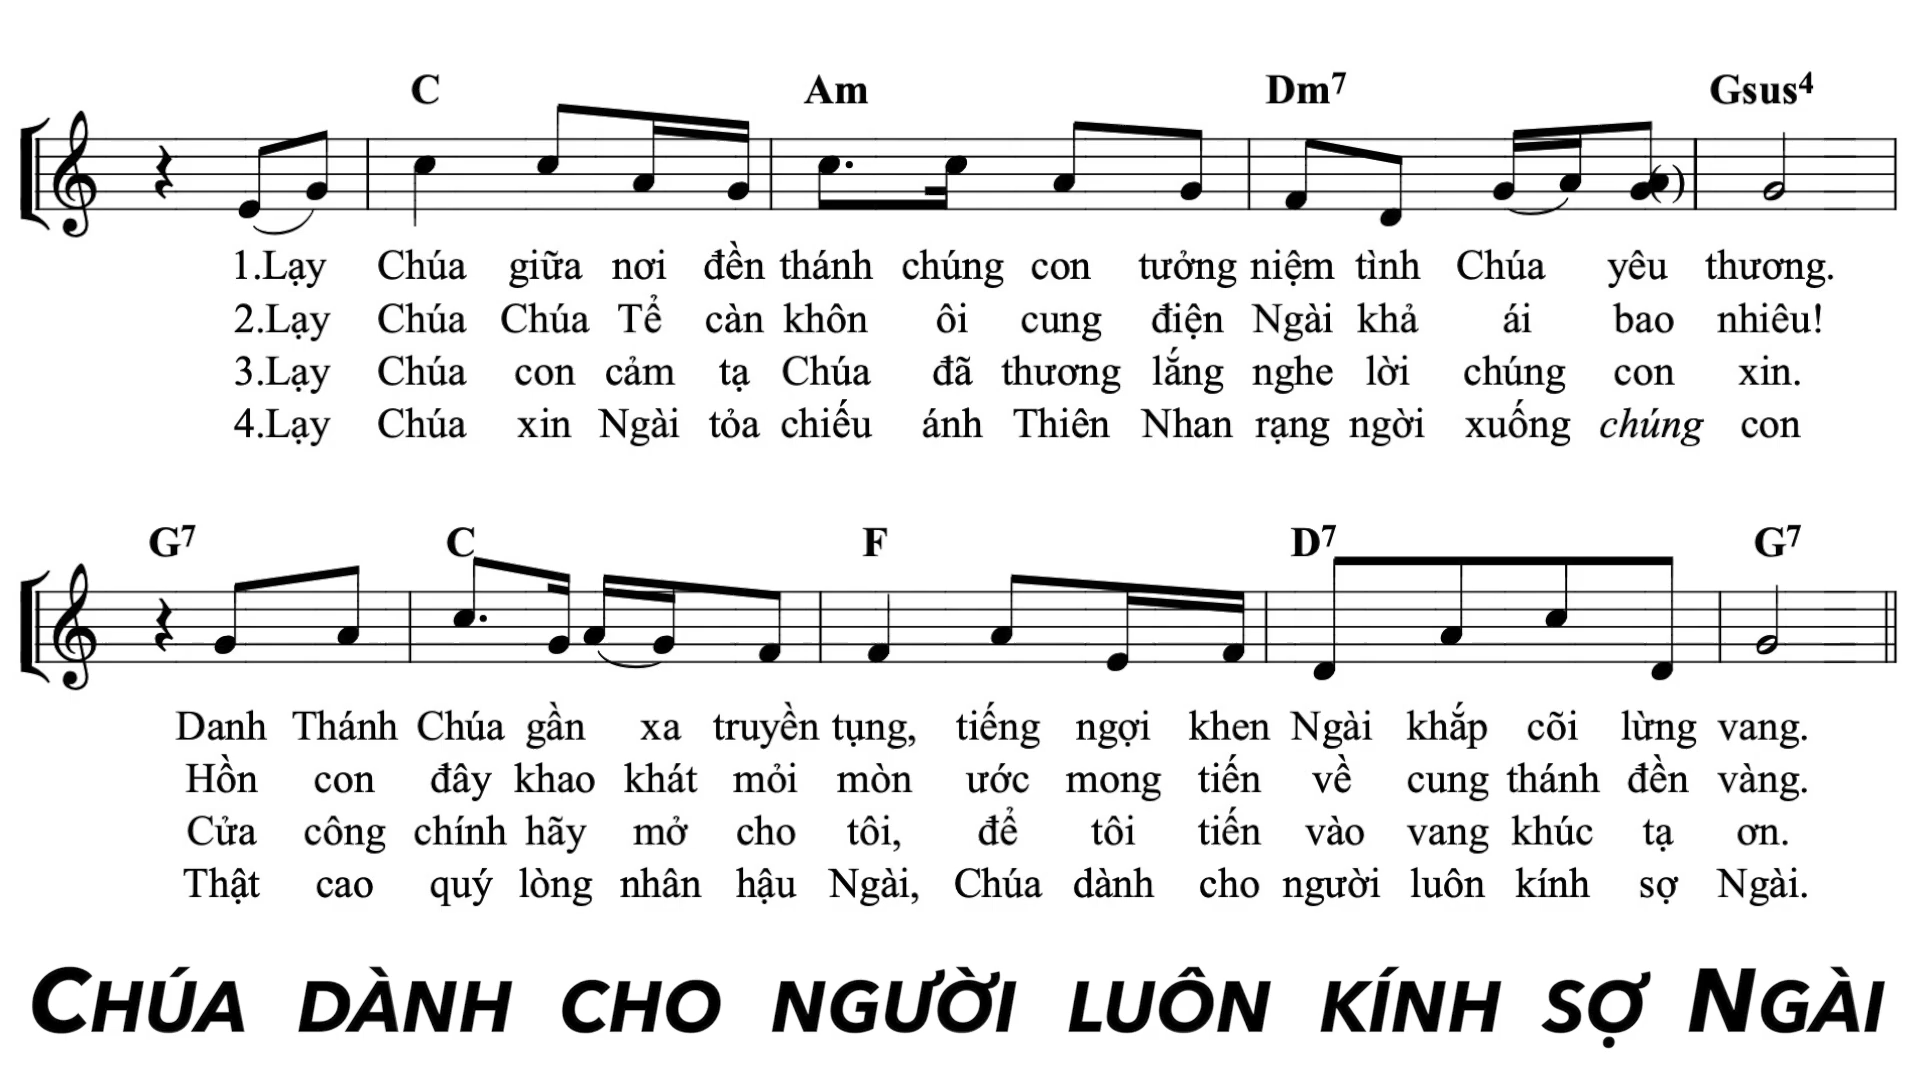 C Am Dm7 Gsus4
1.Lạy Chúa giữa nơi đền thánh chúng con tưởng niệm tình Chúa yêu thương.
2.Lạy Chúa Chúa Tể càn khôn ôi cung điện Ngài khả ái bao nhiêu!
3.Lạy Chúa con cảm tạ Chúa đã thương lắng nghe lời chúng con xin.
4.Lạy Chúa xin Ngài tỏa chiếu ánh Thiên Nhan rạng ngời xuống chúng con
G7 C F D7 G7
Danh Thánh Chúa gần xa truyền tụng, tiếng ngợi khen Ngài khắp cõi lừng vang.
Hồn con đây khao khát mỏi mòn ước mong tiến về cung thánh đền vàng.
Cửa công chính hãy mở cho tôi, để tôi tiến vào vang khúc tạ ơn.
Thật cao quý lòng nhân hậu Ngài, Chúa dành cho người luôn kính sợ Ngài.
CHÚA DÀNH CHO NGƯỜI LUÔN KÍNH SỢ NGÀI